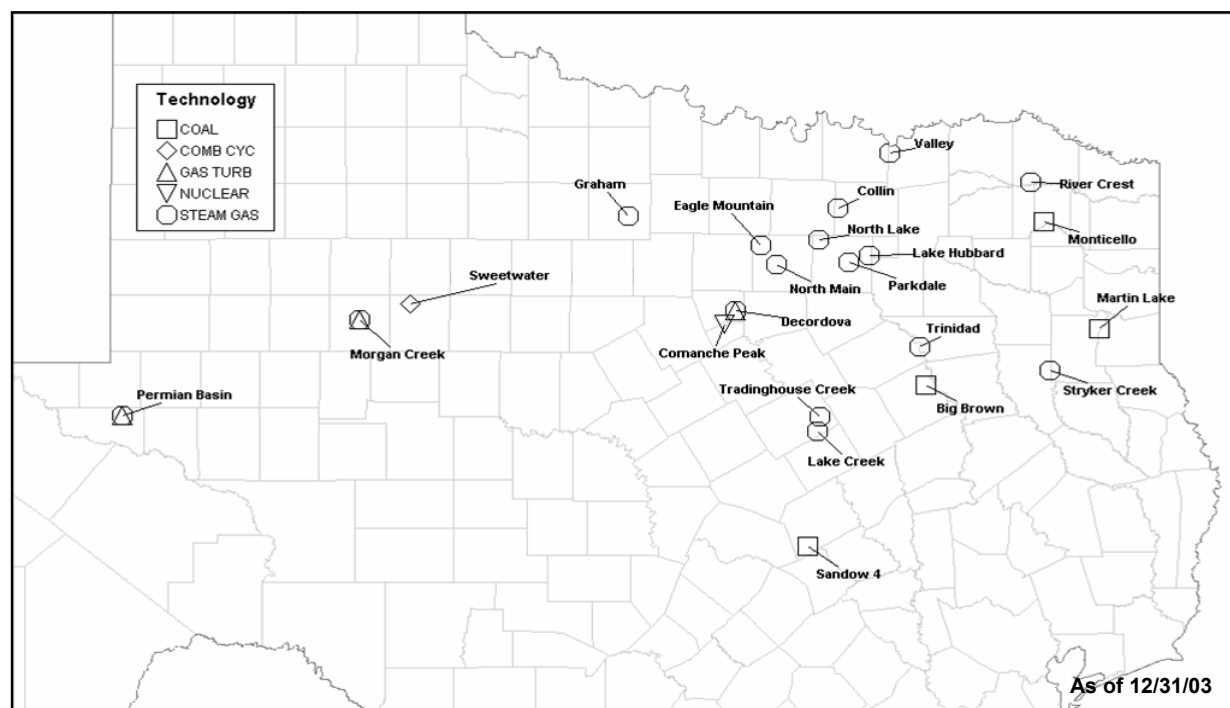 Technology
COAL
COMB CYC
GAS TURB
NUCLEAR
STEAM GAS
Valley
River Crest
Graham
Collin
Eagle Mountain
North Lake
Monticello
Lake Hubbard
Sweetwater
North Main
Parkdale
Martin Lake
Decordova
Trinidad
Morgan Creek
Comanche Peak
Tradinghouse Creek
Stryker Creek
Permian Basin
Big Brown
Lake Creek
Sandow 4
As of 12/31/03